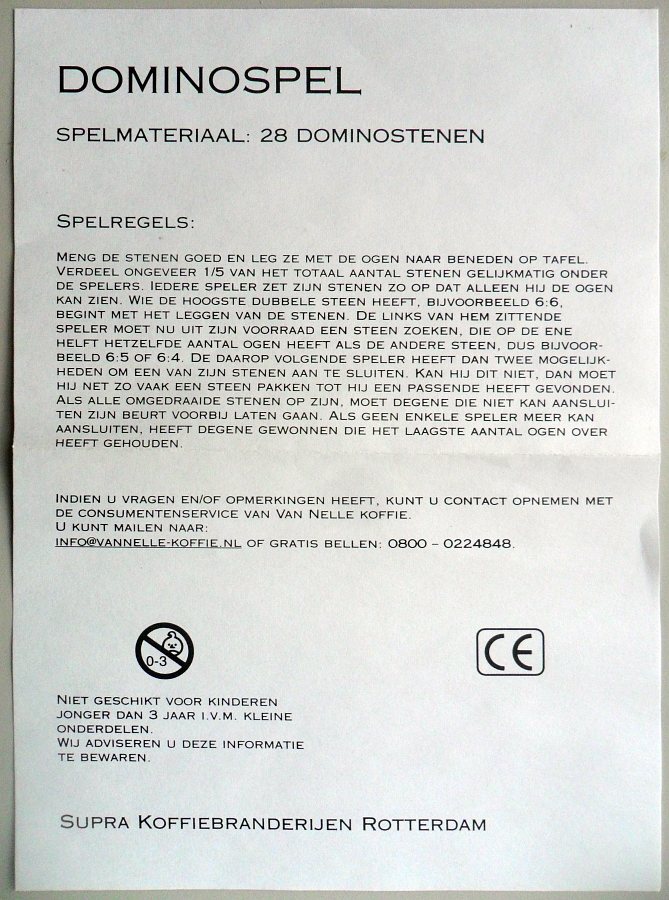 DOMINOSPEL
SPELMATERIAAL: 28 DOMINOSTENEN
SPELREGELS:
MENG DE STENEN GOED EN LEG ZE MET DE OGEN NAAR BENEDEN OP TAFEL.
VERDEEL ONGEVEER 1/5 VAN HET TOTAAL AANTAL STENEN GELIJKMATIG ONDER
DE SPELERS. IEDERE SPELER ZET ZIJN STENEN ZO OP DAT ALLEEN HIJ DE OGEN
KAN ZIEN. WIE DE HOOGSTE DUBBELE STEEN HEEFT, BIJVOORBEELD 6:6,
BEGINT MET HET LEGGEN VAN DE STENEN. DE LINKS VAN HEM ZITTENDE
SPELER MOET NU UIT ZIJN VOORRAAD EEN STEEN ZOEKEN, DIE OP DE ENE
HELFT HETZELFDE AANTAL OGEN HEEFT ALS DE ANDERE STEEN, DUS BIJVOOR-
BEELD 6:5 OF 6:4. DE DAAROP VOLGENDE SPELER HEEFT DAN TWEE MOGELIJK-
HEDEN OM EEN VAN ZIJN STENEN AAN TE SLUITEN. KAN HIJ DIT NIET, DAN MOET
HIJ NET ZO VAAK EEN STEEN PAKKEN TOT HIJ EEN PASSENDE HEEFT GEVONDEN.
ALS ALLE OMGEDRAAIDE STENEN OP ZIJN, MOET DEGENE DIE NIET KAN AANSLUI-
TEN ZIJN BEURT VOORBIJ LATEN GAAN. ALS GEEN ENKELE SPELER MEER KAN
AANSLUITEN, HEEFT DEGENE GEWONNEN DIE HET LAAGSTE AANTAL OGEN OVER
HEEFT GEHOUDEN.
INDIEN U VRAGEN EN/OF OPMERKINGEN HEEFT, KUNT U CONTACT OPNEMEN MET
DE CONSUMENTENSERVICE VAN VAN NELLE KOFFIE.
U KUNT MAILEN NAAR:
INFO@VANNELLE-KOFFIE.NL OF GRATIS BELLEN: 0800 – 0224848.
0-3
CE
NIET GESCHIKT VOOR KINDEREN
JONGER DAN 3 JAAR I.V.M. KLEINE
ONDERDELEN.
WIJ ADVISEREN U DEZE INFORMATIE
TE BEWAREN.
SUPRA KOFFIEBRANDERIJEN ROTTERDAM